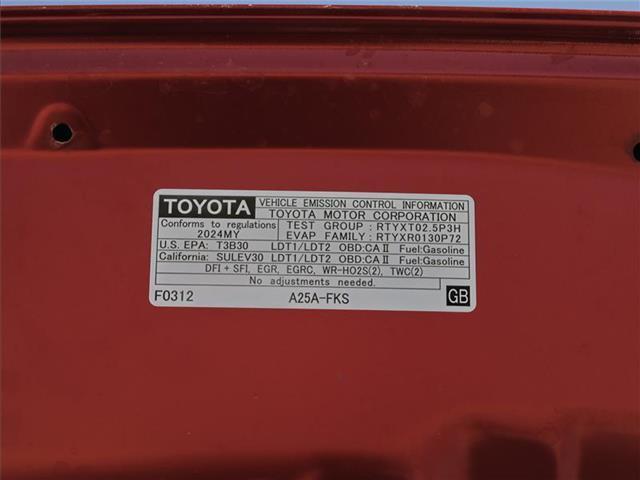 TOYOTA VEHICLE EMISSION CONTROL INFORMATION
TOYOTA MOTOR CORPORATION
Conforms to regulations
2024MY
TEST GROUP : RTYXT02.5P3H
EVAP FAMILY : RTYXR0130P72
U.S. EPA: T3B30 LDT1/LDT2 OBD:CAⅡ Fuel:Gasoline
California: SULEV30 LDT1/LDT2 OBD:CAⅡ Fuel:Gasoline
DFI + SFI, EGR, EGRC, WR-HO2S(2), TWC(2)
No adjustments needed.
F0312 A25A-FKS GB